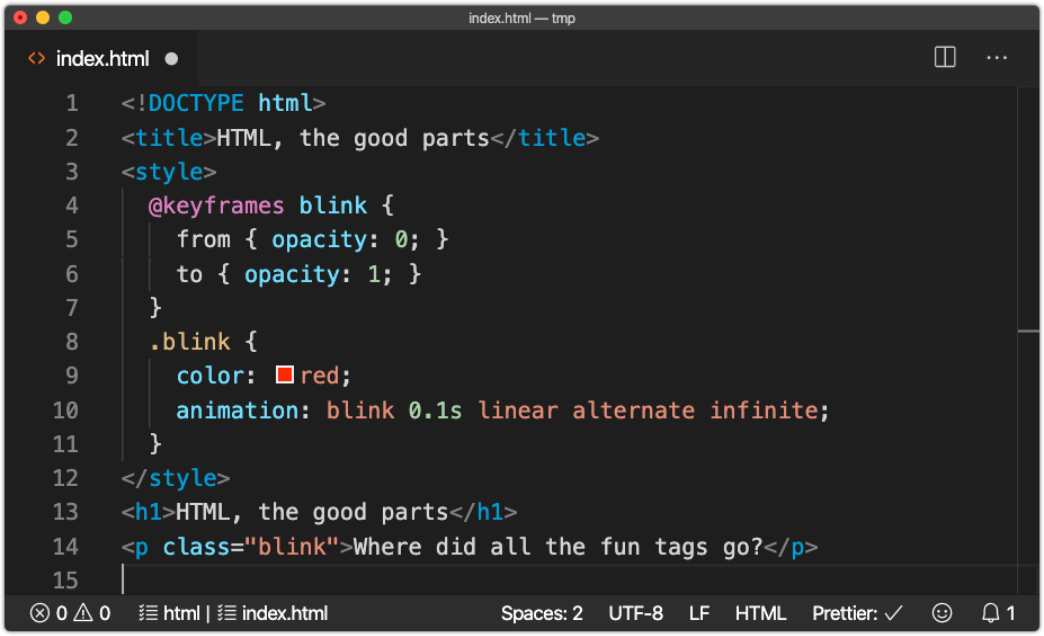 index.html — tmp
<> index.html ●
1 <!DOCTYPE html>
2 <title>HTML, the good parts</title>
3 <style>
4   @keyframes blink {
5     from { opacity: 0; }
6     to { opacity: 1; }
7   }
8   .blink {
9     color: red;
10     animation: blink 0.1s linear alternate infinite;
11   }
12 </style>
13 <h1>HTML, the good parts</h1>
14 <p class="blink">Where did all the fun tags go?</p>
15
0 0 html | index.html Spaces: 2 UTF-8 LF HTML Prettier: ✓ 1